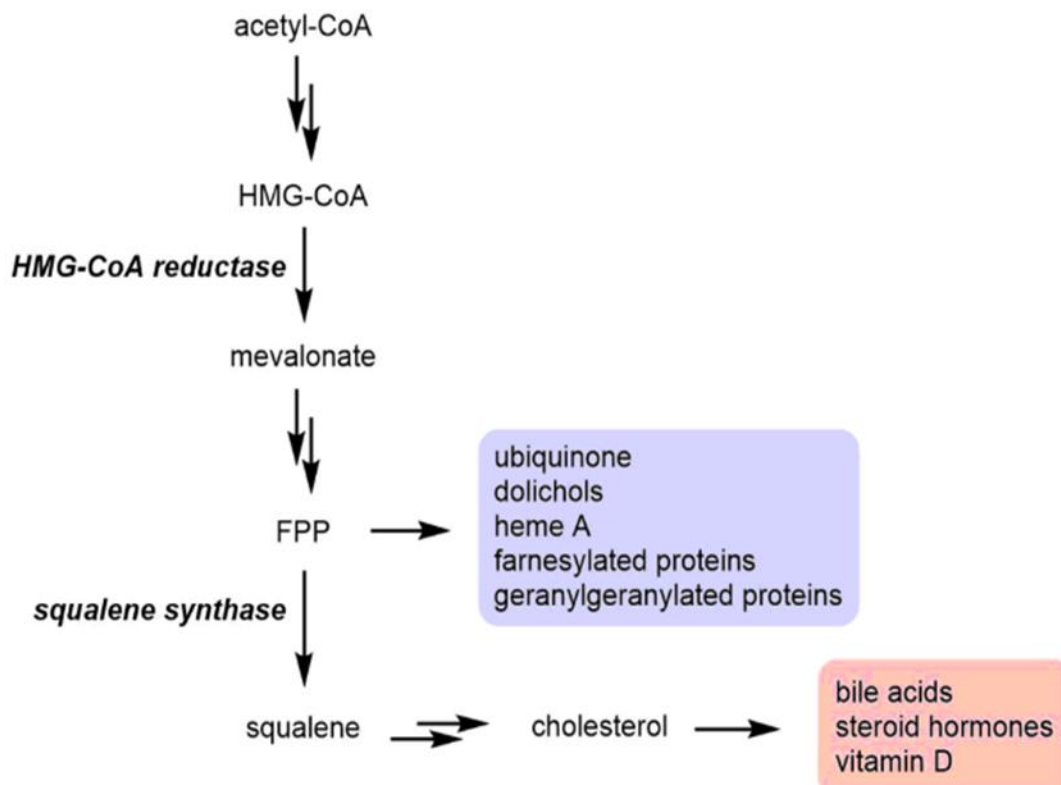 acetyl-CoA
HMG-CoA
HMG-CoA reductase
mevalonate
FPP
ubiquinone
dolichols
heme A
farnesylated proteins
geranylgeranylated proteins
squalene synthase
squalene
cholesterol
bile acids
steroid hormones
vitamin D